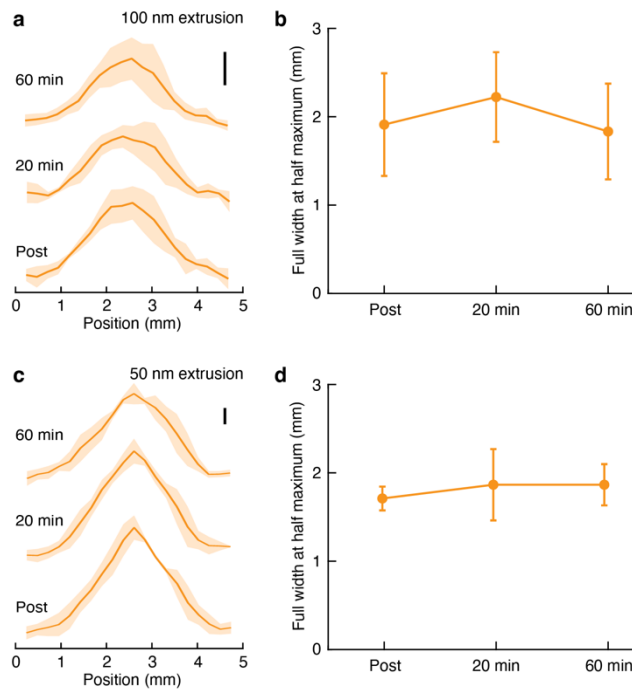 a
100 nm extrusion
60 min
20 min
Post
0 1 2 3 4 5
Position (mm)
b
Full width at half maximum (mm)
3
2
1
0
Post 20 min 60 min
c
50 nm extrusion
60 min
20 min
Post
0 1 2 3 4 5
Position (mm)
d
Full width at half maximum (mm)
3
2
1
0
Post 20 min 60 min